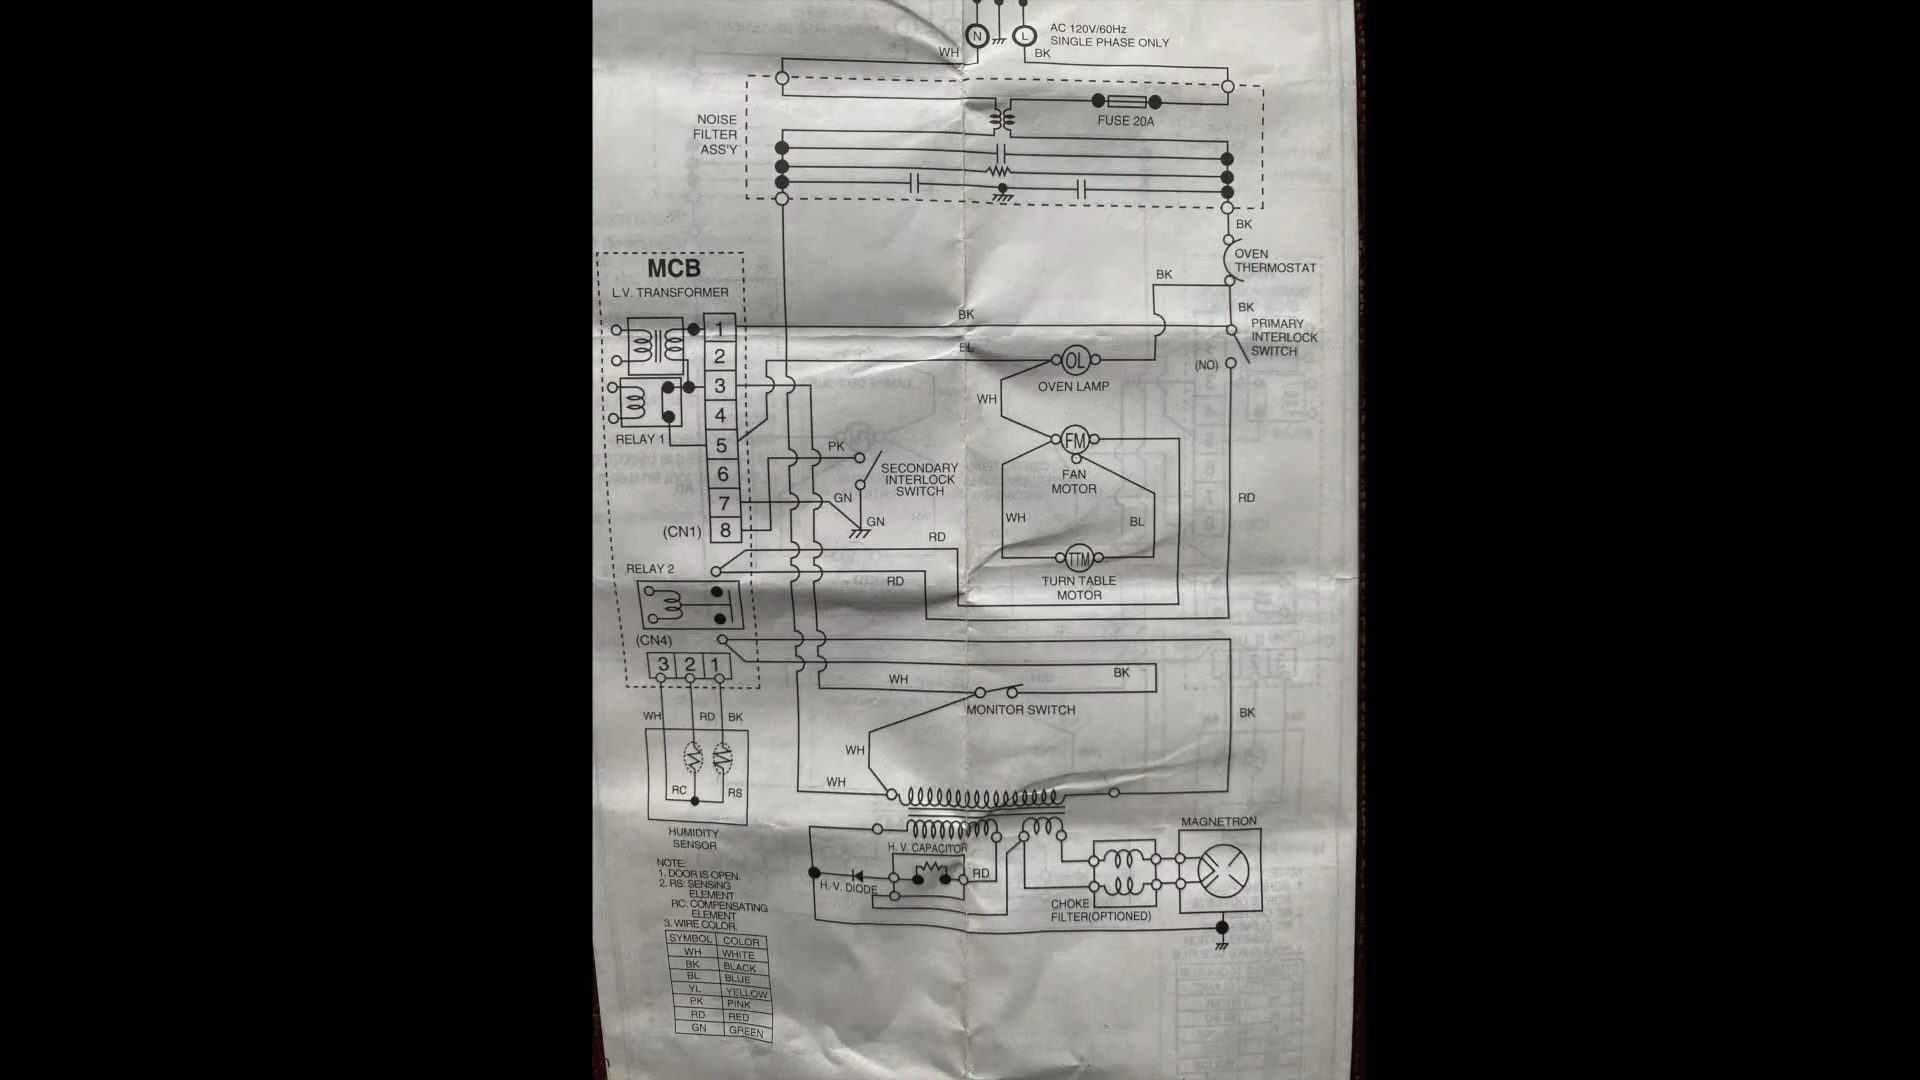 N
L
AC 120V/60Hz
SINGLE PHASE ONLY
WH
BK
NOISE
FILTER
ASS'Y
FUSE 20A
BK
OVEN
THERMOSTAT
MCB
L.V. TRANSFORMER
BK
BK
BK
1
PRIMARY
INTERLOCK
SWITCH
BL
2
OL
(NO)
3
OVEN LAMP
WH
4
RELAY 1
5
PK
FM
6
SECONDARY
INTERLOCK
SWITCH
FAN
MOTOR
7
GN
RD
(CN1)
8
GN
WH
BL
RD
TTM
RELAY 2
RD
TURN TABLE
MOTOR
(CN4)
3 2 1
WH
BK
MONITOR SWITCH
WH RD BK
BK
WH
WH
RC RS
HUMIDITY
SENSOR
H. V. CAPACITOR
MAGNETRON
RD
H. V. DIODE
CHOKE
FILTER(OPTIONED)
NOTE:
1. DOOR IS OPEN.
2. RS: SENSING
ELEMENT
RC: COMPENSATING
ELEMENT
3. WIRE COLOR.
SYMBOL COLOR
WH WHITE
BK BLACK
BL BLUE
YL YELLOW
PK PINK
RD RED
GN GREEN